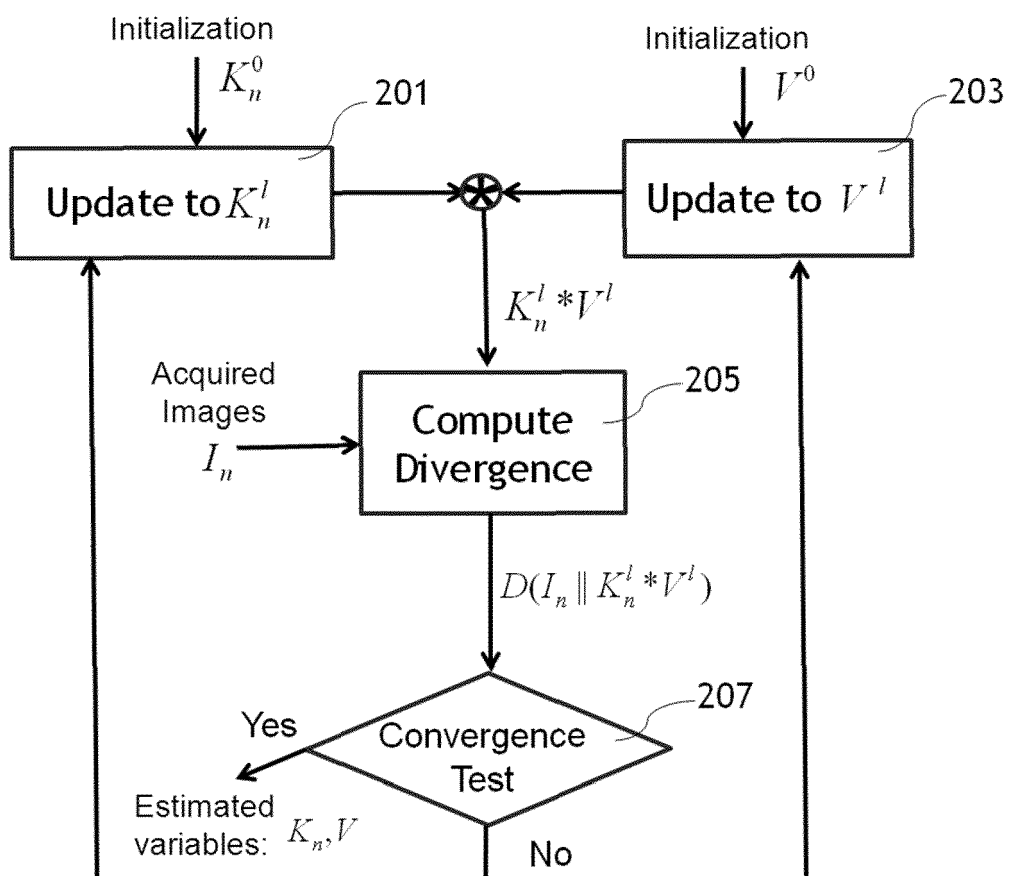 Initialization
Initialization
K_n^0
V^0
201
203
Update to K_n^l
*
Update to V^l
K_n^l * V^l
Acquired
Images
I_n
205
Compute
Divergence
D(I_n || K_n^l * V^l)
207
Yes
Convergence
Test
Estimated
variables: K_n, V
No